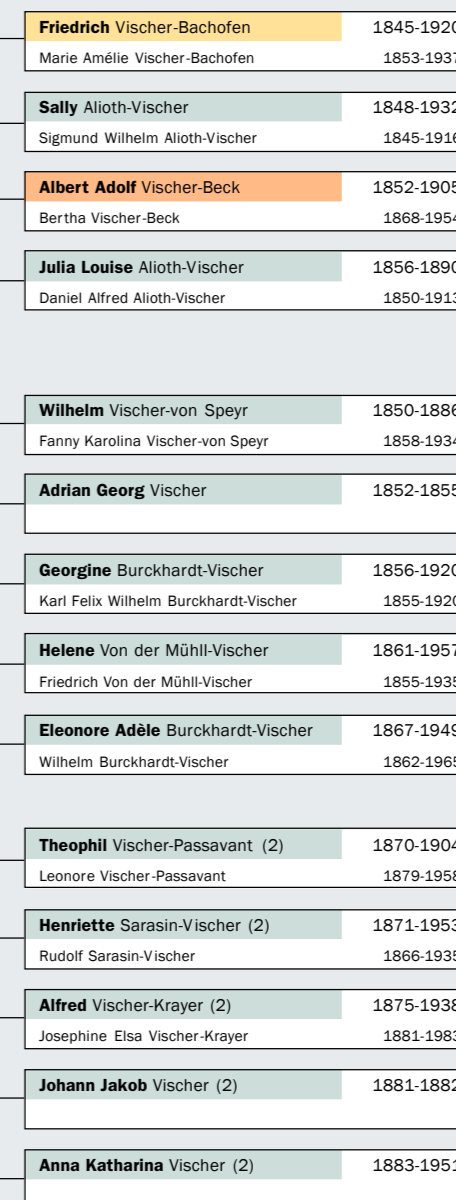 Friedrich Vischer-Bachofen 1845-1920
Marie Amélie Vischer-Bachofen 1853-1937
Sally Alioth-Vischer 1848-1932
Sigmund Wilhelm Alioth-Vischer 1845-1916
Albert Adolf Vischer-Beck 1852-1905
Bertha Vischer-Beck 1868-1954
Julia Louise Alioth-Vischer 1856-1890
Daniel Alfred Alioth-Vischer 1850-1913
Wilhelm Vischer-von Speyr 1850-1886
Fanny Karolina Vischer-von Speyr 1858-1934
Adrian Georg Vischer 1852-1855
Georgine Burckhardt-Vischer 1856-1920
Karl Felix Wilhelm Burckhardt-Vischer 1855-1920
Helene Von der Mühll-Vischer 1861-1957
Friedrich Von der Mühll-Vischer 1855-1935
Eleonore Adèle Burckhardt-Vischer 1867-1949
Wilhelm Burckhardt-Vischer 1862-1965
Theophil Vischer-Passavant (2) 1870-1904
Leonore Vischer-Passavant 1879-1958
Henriette Sarasin-Vischer (2) 1871-1953
Rudolf Sarasin-Vischer 1866-1935
Alfred Vischer-Krayer (2) 1875-1938
Josephine Elsa Vischer-Krayer 1881-1983
Johann Jakob Vischer (2) 1881-1882
Anna Katharina Vischer (2) 1883-1951